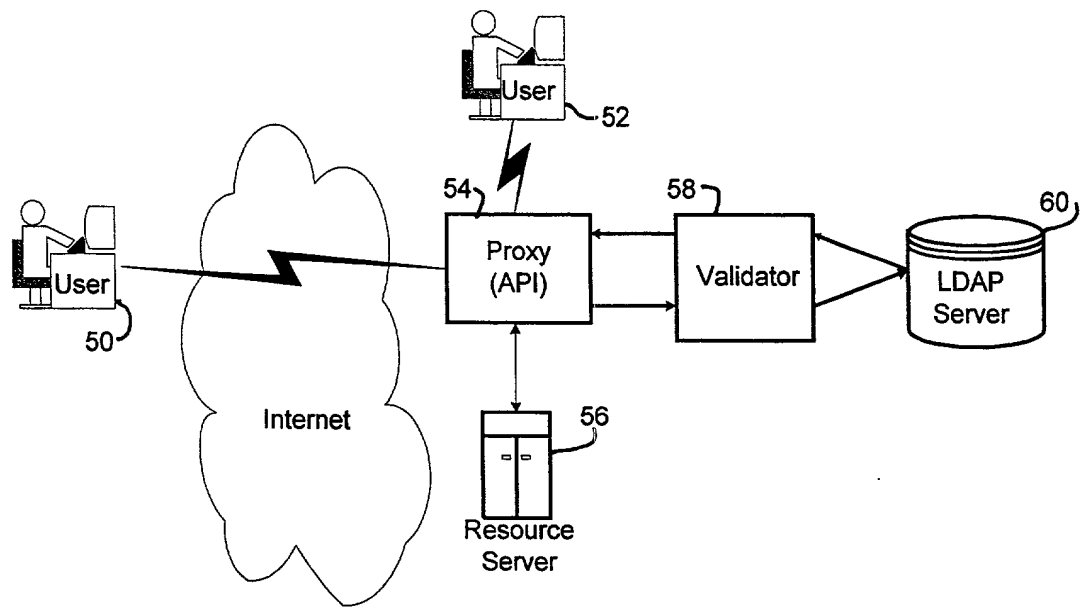 User
52
54
58
60
Proxy
(API)
Validator
LDAP
Server
User
50
Internet
56
Resource
Server